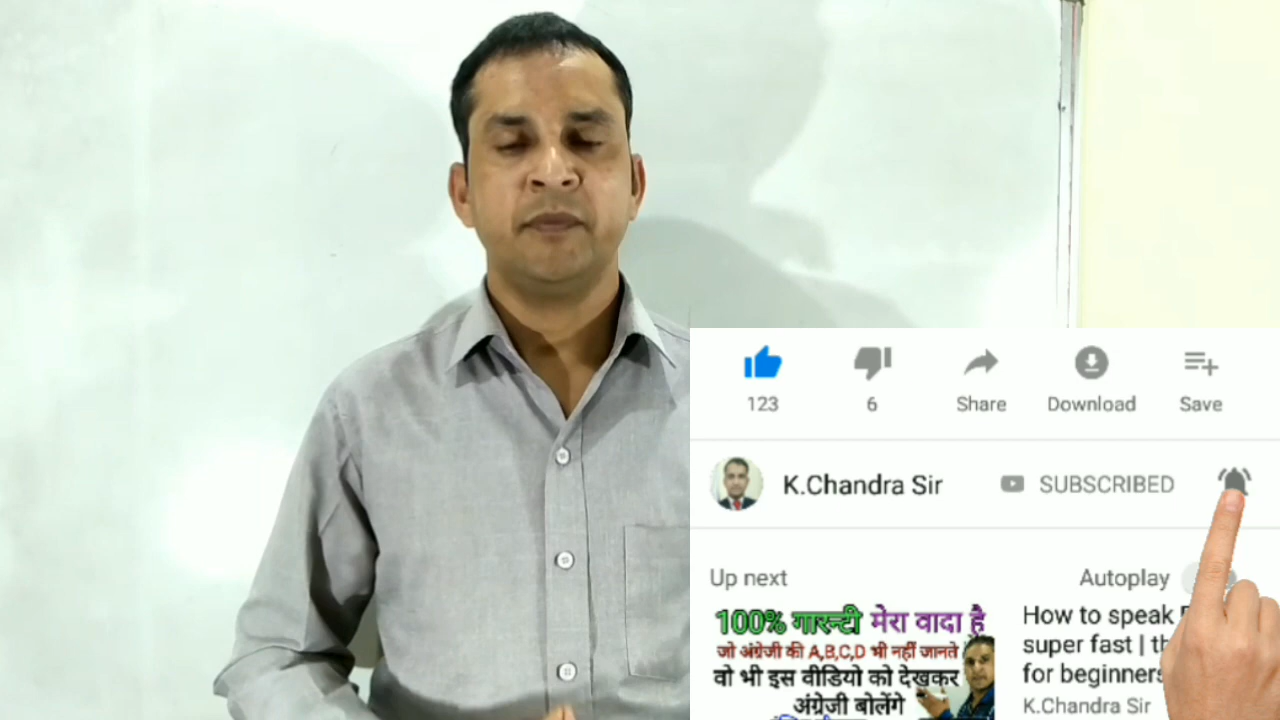 123
6
Share
Download
Save
K.Chandra Sir
SUBSCRIBED
Up next
Autoplay
100% गारन्टी मेरा वादा है
जो अंग्रेजी की A,B,C,D भी नहीं जानते
वो भी इस वीडियो को देखकर
अंग्रेजी बोलेंगे
How to speak
super fast |
for beginners
K.Chandra Sir